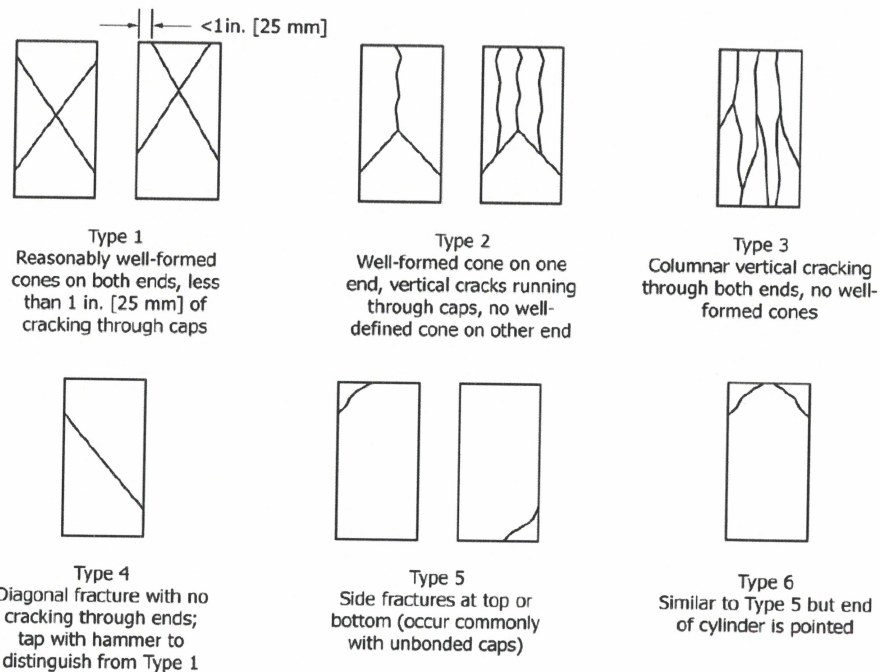 <1in. [25 mm]
Type 1
Reasonably well-formed
cones on both ends, less
than 1 in. [25 mm] of
cracking through caps
Type 2
Well-formed cone on one
end, vertical cracks running
through caps, no well-
defined cone on other end
Type 3
Columnar vertical cracking
through both ends, no well-
formed cones
Type 4
Diagonal fracture with no
cracking through ends;
tap with hammer to
distinguish from Type 1
Type 5
Side fractures at top or
bottom (occur commonly
with unbonded caps)
Type 6
Similar to Type 5 but end
of cylinder is pointed